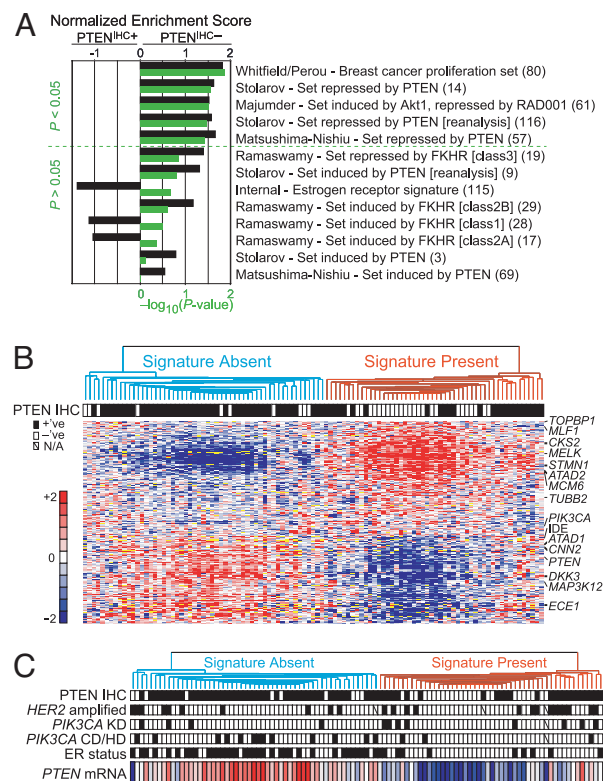 A
Normalized Enrichment Score
PTENIHC+ PTENIHC−
-1 0 1 2
P < 0.05
P > 0.05
Whitfield/Perou - Breast cancer proliferation set (80)
Stolarov - Set repressed by PTEN (14)
Majumder - Set induced by Akt1, repressed by RAD001 (61)
Stolarov - Set repressed by PTEN [reanalysis] (116)
Matsushima-Nishiu - Set repressed by PTEN (57)
Ramaswamy - Set repressed by FKHR [class3] (19)
Stolarov - Set induced by PTEN [reanalysis] (9)
Internal - Estrogen receptor signature (115)
Ramaswamy - Set induced by FKHR [class2B] (29)
Ramaswamy - Set induced by FKHR [class1] (28)
Ramaswamy - Set induced by FKHR [class2A] (17)
Stolarov - Set induced by PTEN (3)
Matsushima-Nishiu - Set induced by PTEN (69)
0 1 2
−log10(P-value)
B
Signature Absent Signature Present
PTEN IHC
+'ve
−'ve
N/A
+2
0
−2
TOPBP1
MLF1
CKS2
MELK
STMN1
ATAD2
MCM6
TUBB2
PIK3CA
IDE
ATAD1
CNN2
PTEN
DKK3
MAP3K12
ECE1
C
Signature Absent Signature Present
PTEN IHC
HER2 amplified
PIK3CA KD
PIK3CA CD/HD
ER status
PTEN mRNA